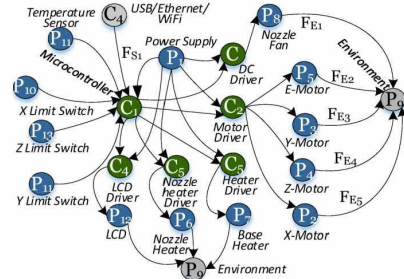 Temperature
Sensor
C4
USB/Ethernet/
WiFi
P11
FS1
Power Supply
P1
C3
DC
Driver
P8
Nozzle
Fan
FE1
Environment
P9
P10
X Limit Switch
Microcontroller
C1
C2
Motor
Driver
P5
E-Motor
FE2
P13
Z Limit Switch
P3
Y-Motor
FE3
P11
Y Limit Switch
C4
LCD
Driver
C5
Nozzle
heater
Driver
C5
Heater
Driver
P4
Z-Motor
FE4
P12
LCD
P6
Nozzle
Heater
P7
Base
Heater
P2
X-Motor
FE5
P9
Environment